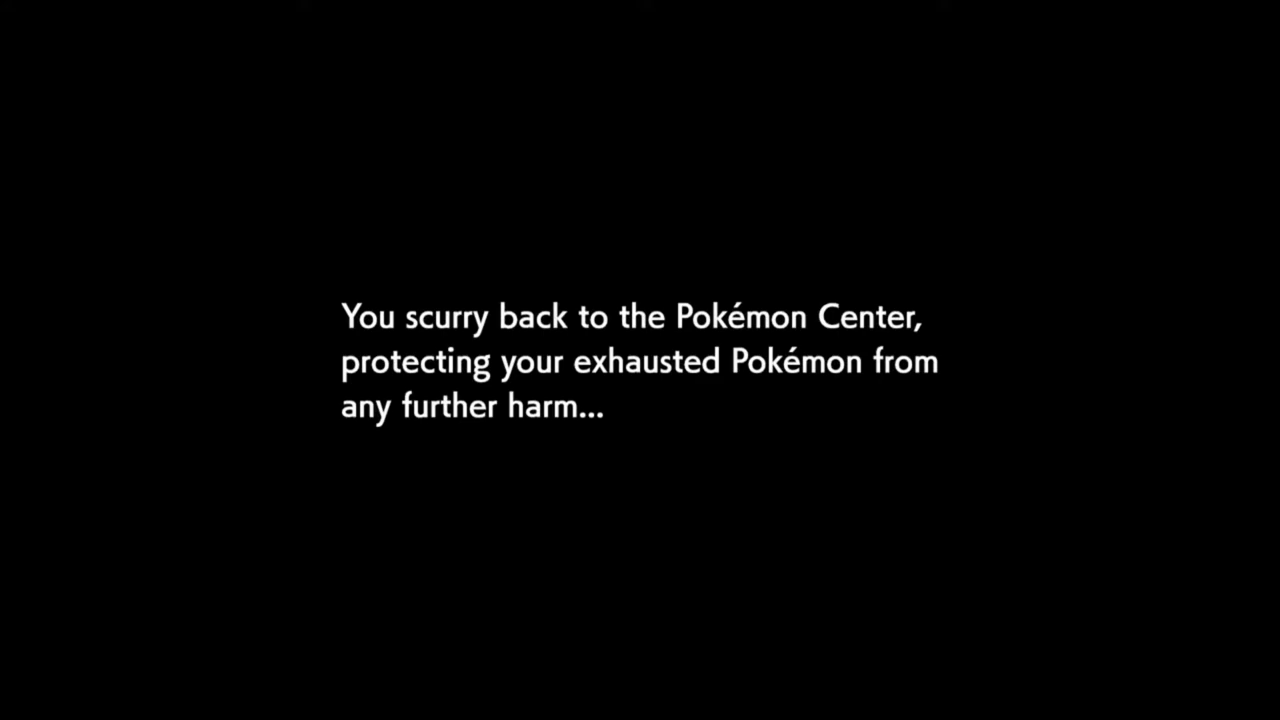 You scurry back to the Pokémon Center,
protecting your exhausted Pokémon from
any further harm...